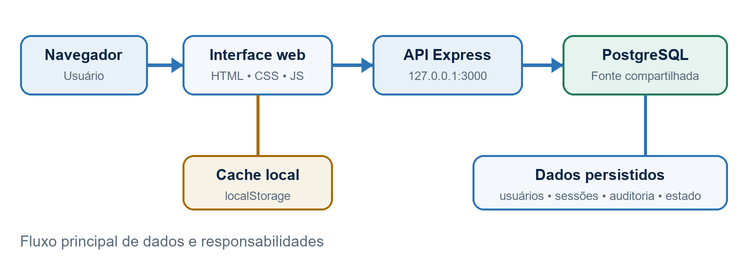 Navegador
Usuário
Interface web
HTML • CSS • JS
API Express
127.0.0.1:3000
PostgreSQL
Fonte compartilhada
Cache local
localStorage
Dados persistidos
usuários • sessões • auditoria • estado
Fluxo principal de dados e responsabilidades